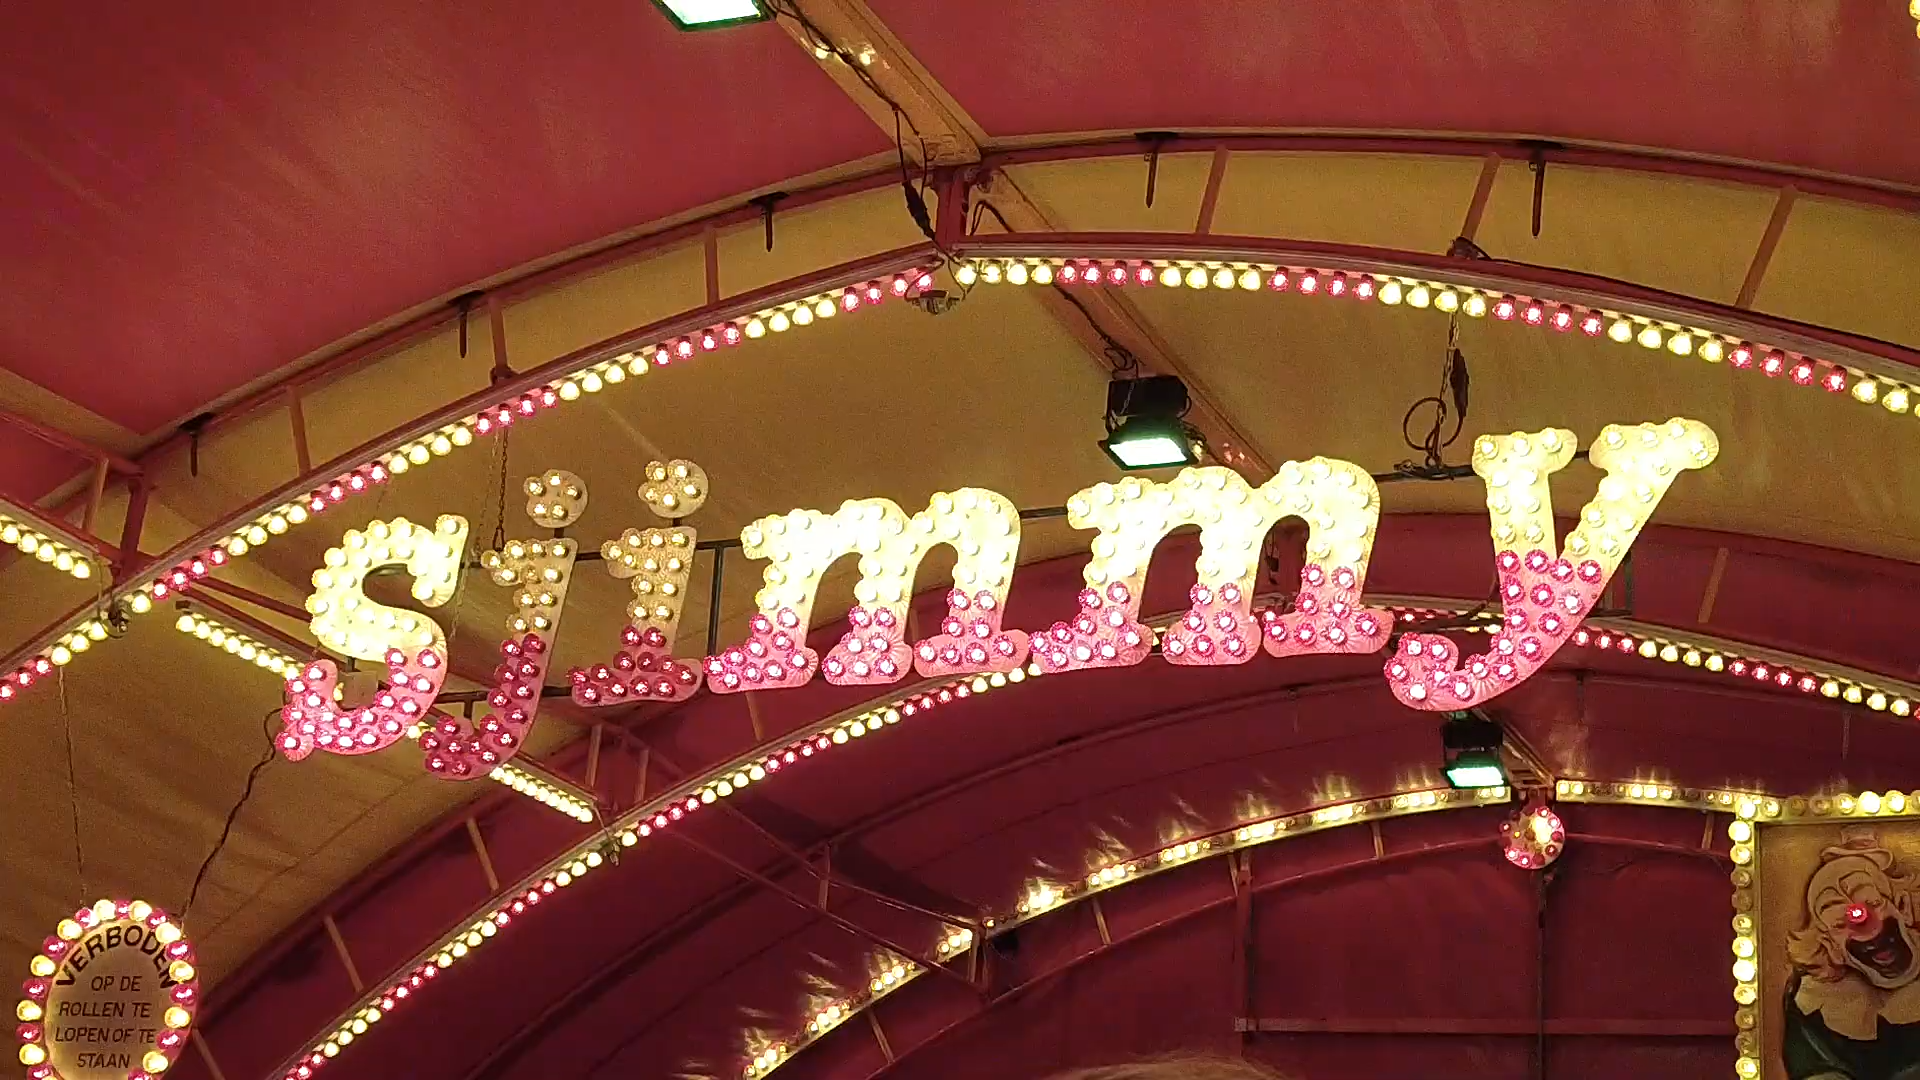 sjimmy
VERBODEN
OP DE
ROLLEN TE
LOPEN OF TE
STAAN